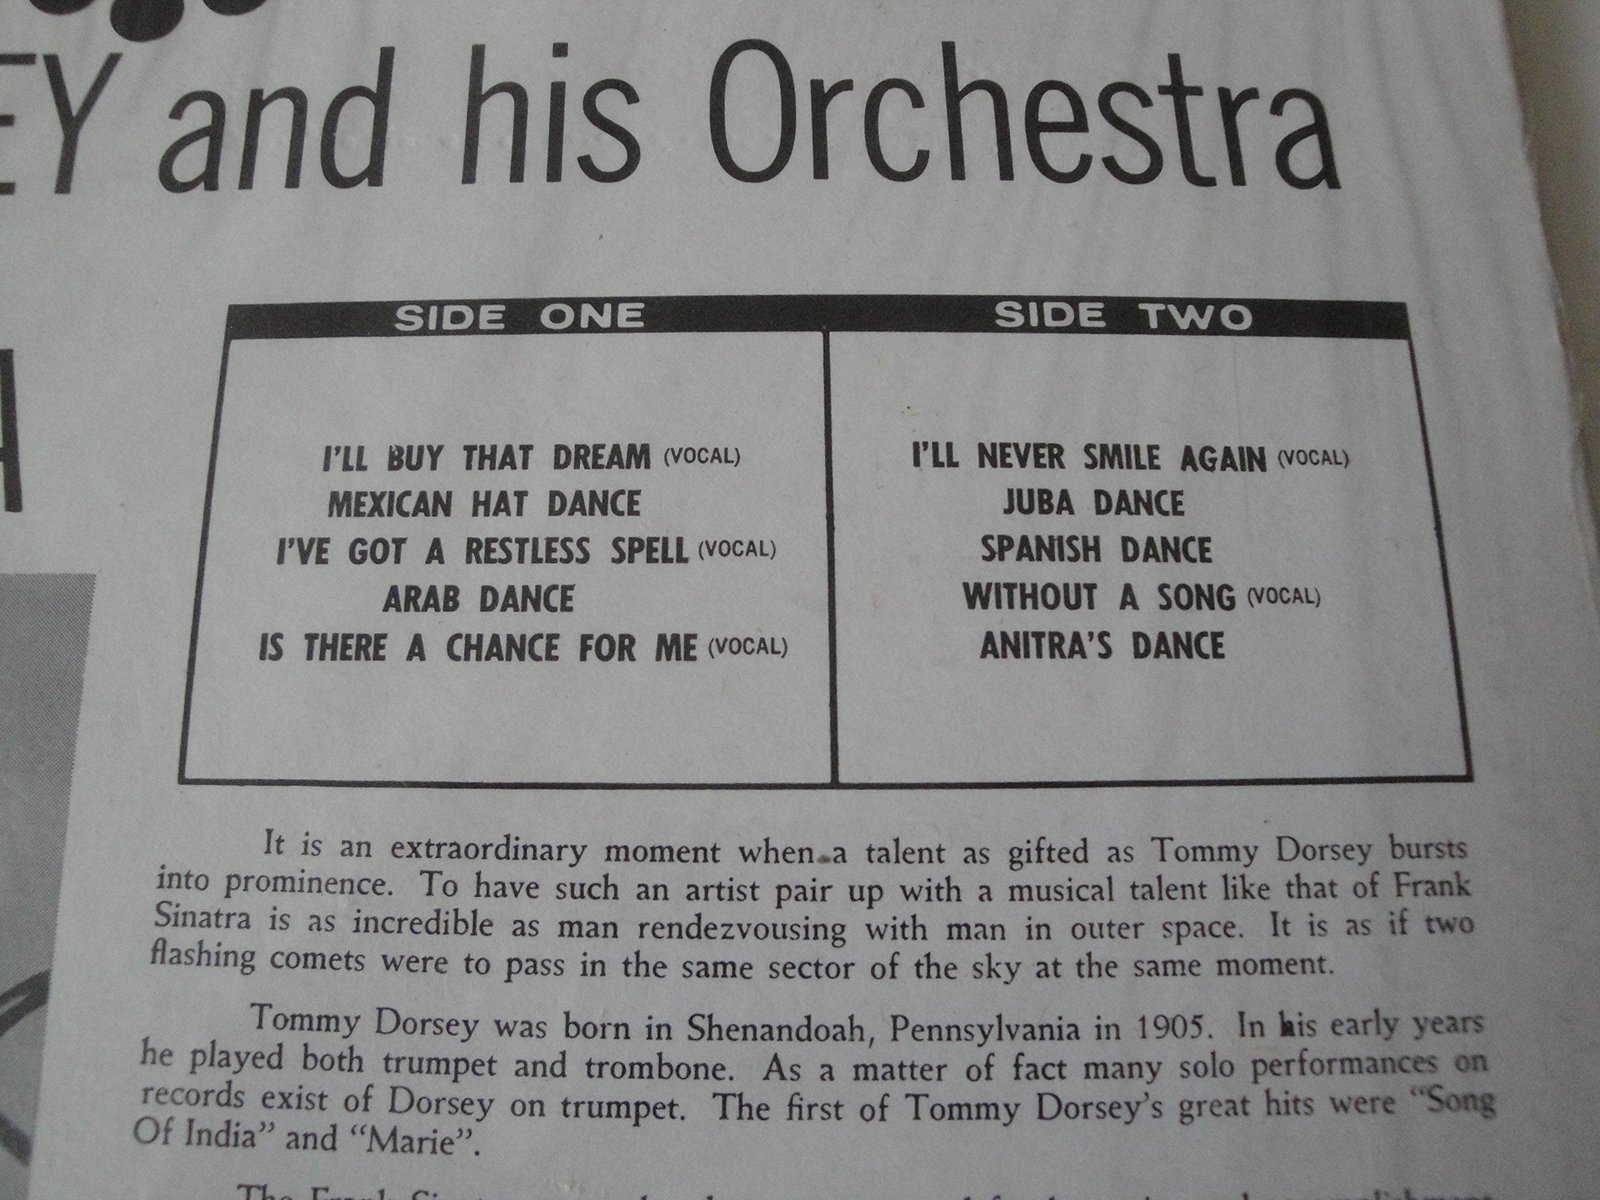 EY and his Orchestra
SIDE ONE
I'LL BUY THAT DREAM (VOCAL)
MEXICAN HAT DANCE
I'VE GOT A RESTLESS SPELL (VOCAL)
ARAB DANCE
IS THERE A CHANCE FOR ME (VOCAL)
SIDE TWO
I'LL NEVER SMILE AGAIN (VOCAL)
JUBA DANCE
SPANISH DANCE
WITHOUT A SONG (VOCAL)
ANITRA'S DANCE
A
It is an extraordinary moment when a talent as gifted as Tommy Dorsey bursts
into prominence. To have such an artist pair up with a musical talent like that of Frank
Sinatra is as incredible as man rendezvousing with man in outer space. It is as if two
flashing comets were to pass in the same sector of the sky at the same moment.
Tommy Dorsey was born in Shenandoah, Pennsylvania in 1905. In his early years
he played both trumpet and trombone. As a matter of fact many solo performances on
records exist of Dorsey on trumpet. The first of Tommy Dorsey's great hits were "Song
Of India" and "Marie".
The Frank